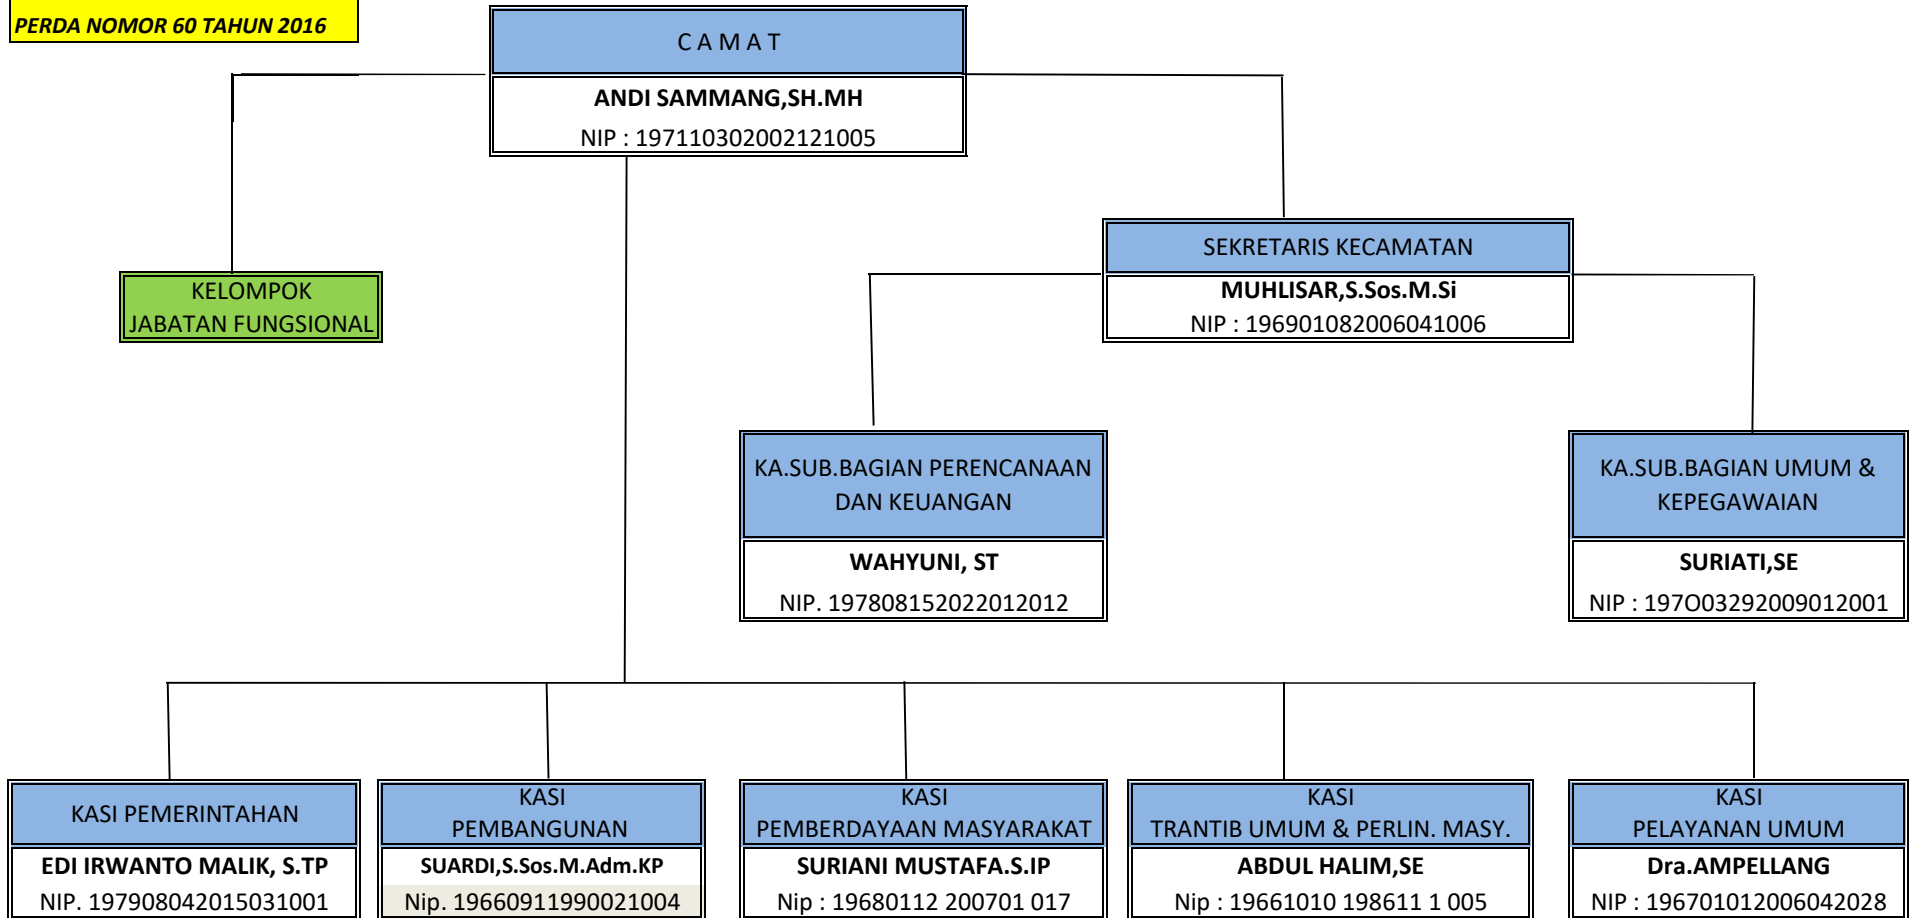 PERDA NOMOR 60 TAHUN 2016
C A M A T
ANDI SAMMANG,SH.MH
NIP : 197110302002121005
SEKRETARIS KECAMATAN
MUHLISAR,S.Sos.M.Si
NIP : 196901082006041006
KELOMPOK
JABATAN FUNGSIONAL
KA.SUB.BAGIAN PERENCANAAN
DAN KEUANGAN
WAHYUNI, ST
NIP. 197808152022012012
KA.SUB.BAGIAN UMUM &
KEPEGAWAIAN
SURIATI,SE
NIP : 197O03292009012001
KASI PEMERINTAHAN
EDI IRWANTO MALIK, S.TP
NIP. 197908042015031001
KASI
PEMBANGUNAN
SUARDI,S.Sos.M.Adm.KP
Nip. 19660911990021004
KASI
PEMBERDAYAAN MASYARAKAT
SURIANI MUSTAFA.S.IP
Nip : 19680112 200701 017
KASI
TRANTIB UMUM & PERLIN. MASY.
ABDUL HALIM,SE
Nip : 19661010 198611 1 005
KASI
PELAYANAN UMUM
Dra.AMPELLANG
NIP : 196701012006042028